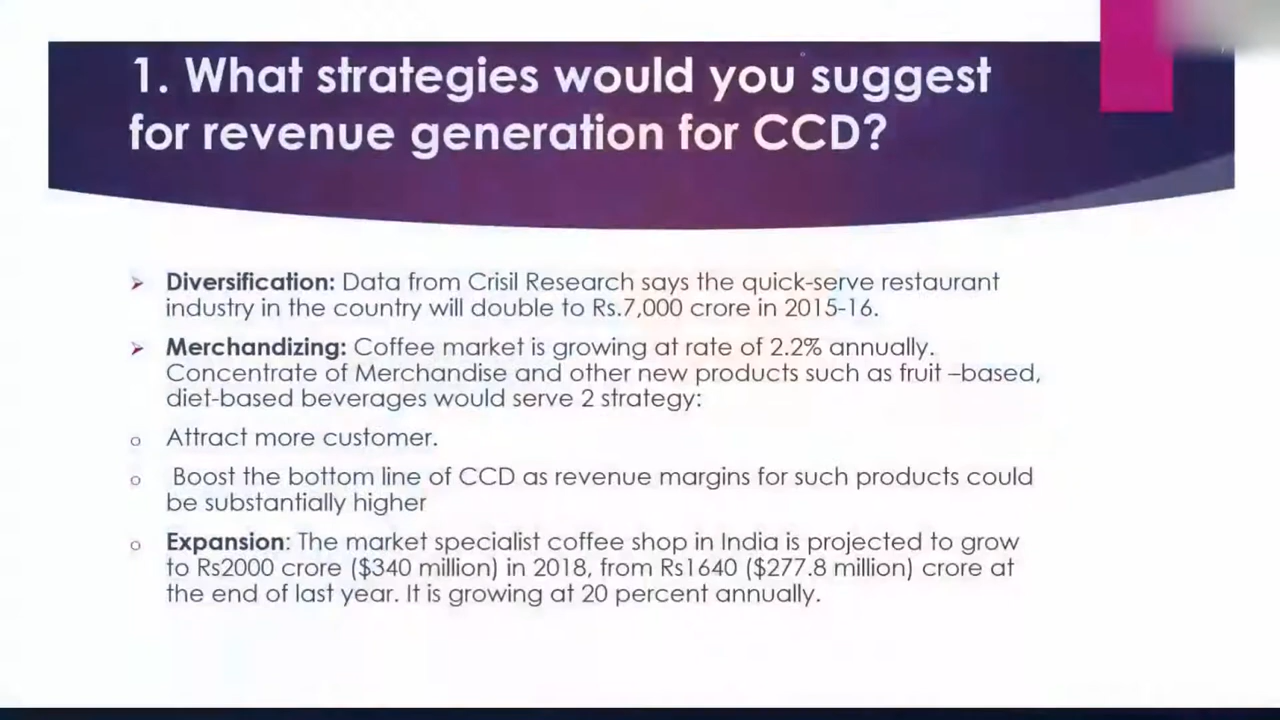 1. What strategies would you suggest
for revenue generation for CCD?
➢ Diversification: Data from Crisil Research says the quick-serve restaurant
industry in the country will double to Rs.7,000 crore in 2015-16.
➢ Merchandizing: Coffee market is growing at rate of 2.2% annually.
Concentrate of Merchandise and other new products such as fruit –based,
diet-based beverages would serve 2 strategy:
o Attract more customer.
o Boost the bottom line of CCD as revenue margins for such products could
be substantially higher
o Expansion: The market specialist coffee shop in India is projected to grow
to Rs2000 crore ($340 million) in 2018, from Rs1640 ($277.8 million) crore at
the end of last year. It is growing at 20 percent annually.